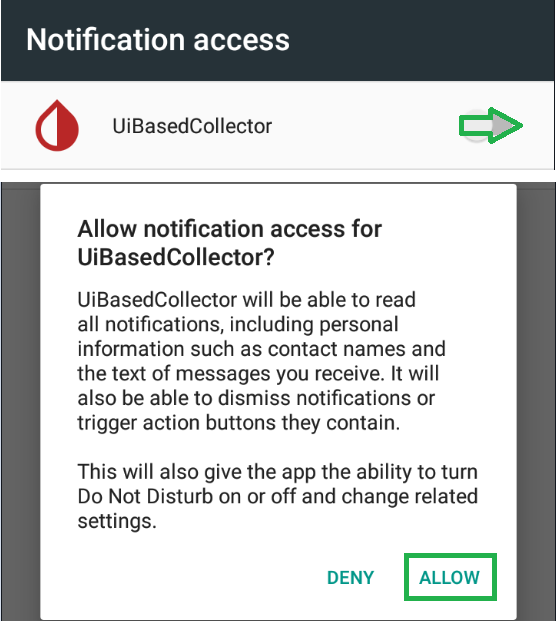 Notification access
UiBasedCollector
Allow notification access for
UiBasedCollector?
UiBasedCollector will be able to read
all notifications, including personal
information such as contact names and
the text of messages you receive. It will
also be able to dismiss notifications or
trigger action buttons they contain.
This will also give the app the ability to turn
Do Not Disturb on or off and change related
settings.
DENY ALLOW